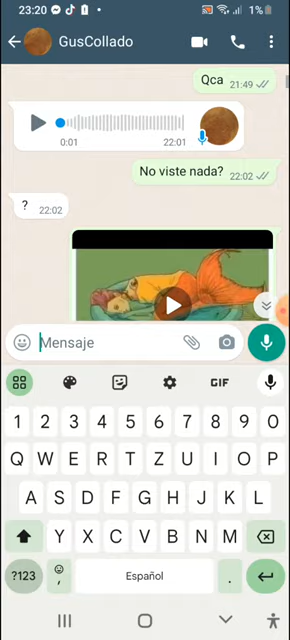 23:20 1%
GusCollado
Qca 21:49
0:01 22:01
No viste nada? 22:02
? 22:02
Mensaje
GIF
1 2 3 4 5 6 7 8 9 0
Q W E R T Z U I O P
A S D F G H J K L
Y X C V B N M
?123 , Español .